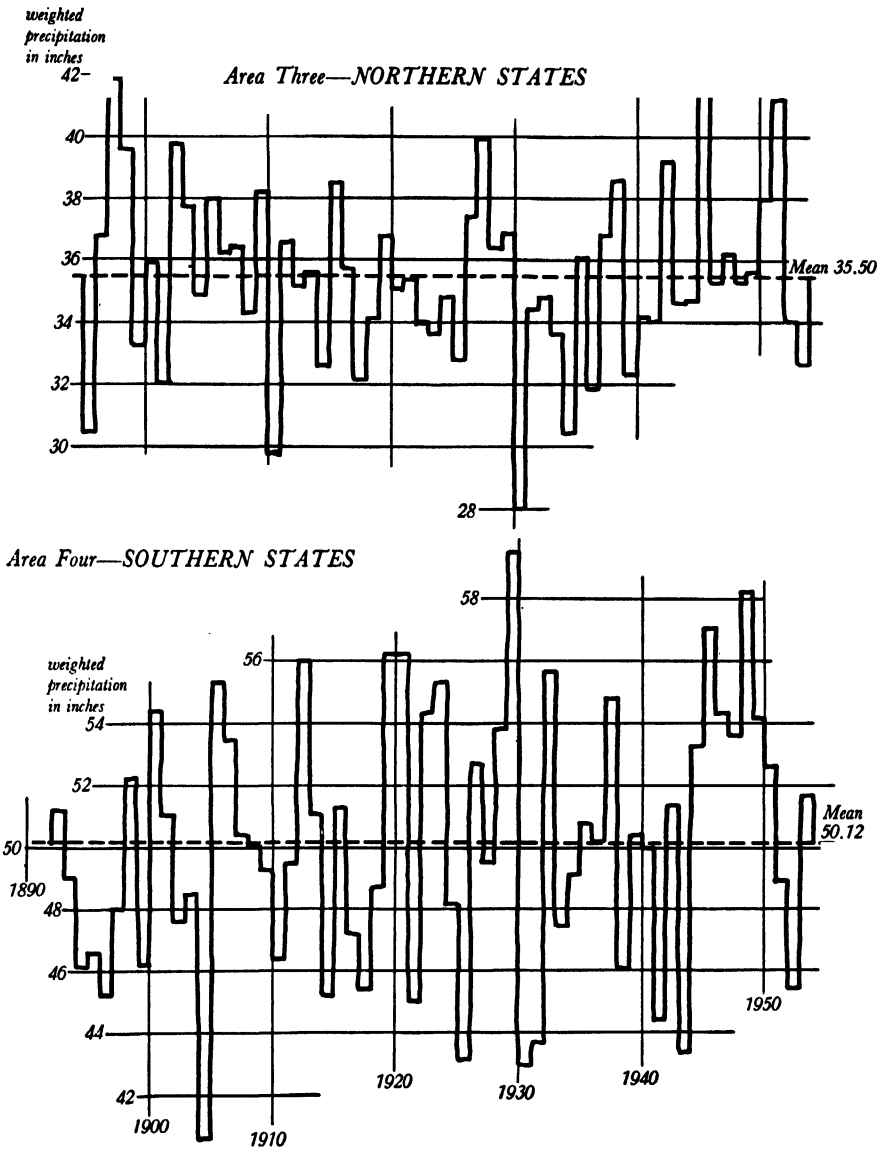 weighted
precipitation
in inches
42
Area Three—NORTHERN STATES
40
38
36
Mean 35.50
34
32
30
28
Area Four—SOUTHERN STATES
58
56
weighted
precipitation
in inches
54
52
Mean
50.12
50
1890
48
46
1950
44
1920
1930
1940
42
1900
1910